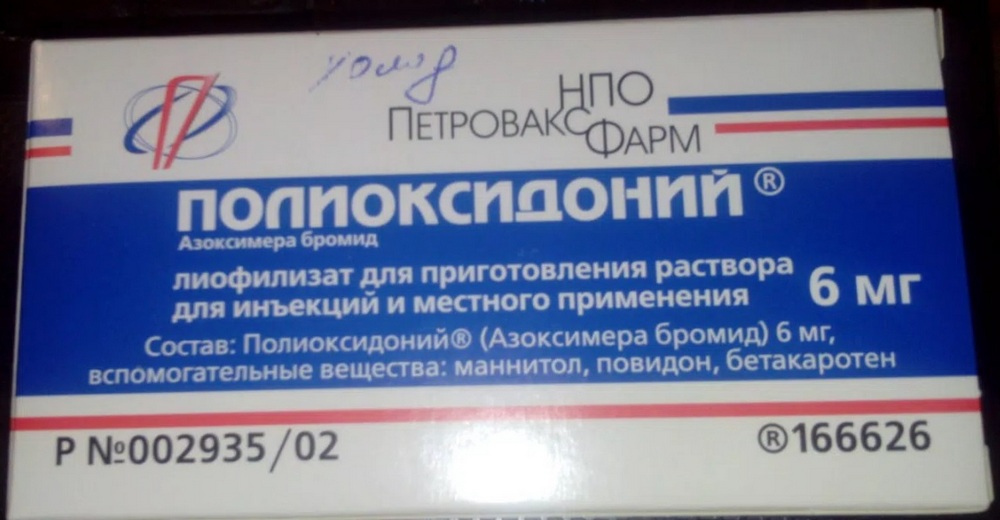 холод
НПО
ПЕТРОВАКС
ФАРМ
ПОЛИОКСИДОНИЙ®
Азоксимера бромид
лиофилизат для приготовления раствора
для инъекций и местного применения
6 мг
Состав: Полиоксидоний® (Азоксимера бромид) 6 мг,
вспомогательные вещества: маннитол, повидон, бетакаротен
Р №002935/02
®166626